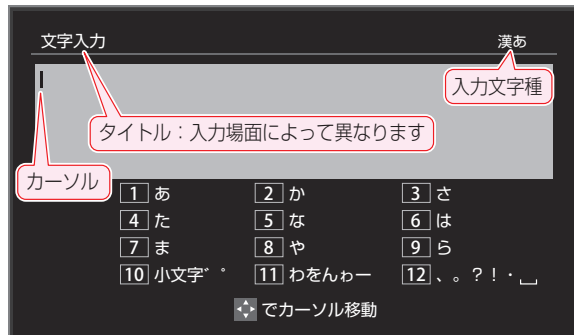 文字入力 漢あ
入力文字種
タイトル：入力場面によって異なります
カーソル
1 あ 2 か 3 さ
4 た 5 な 6 は
7 ま 8 や 9 ら
10 小文字゛゜ 11 わをんゎー 12 、。？！・␣
でカーソル移動